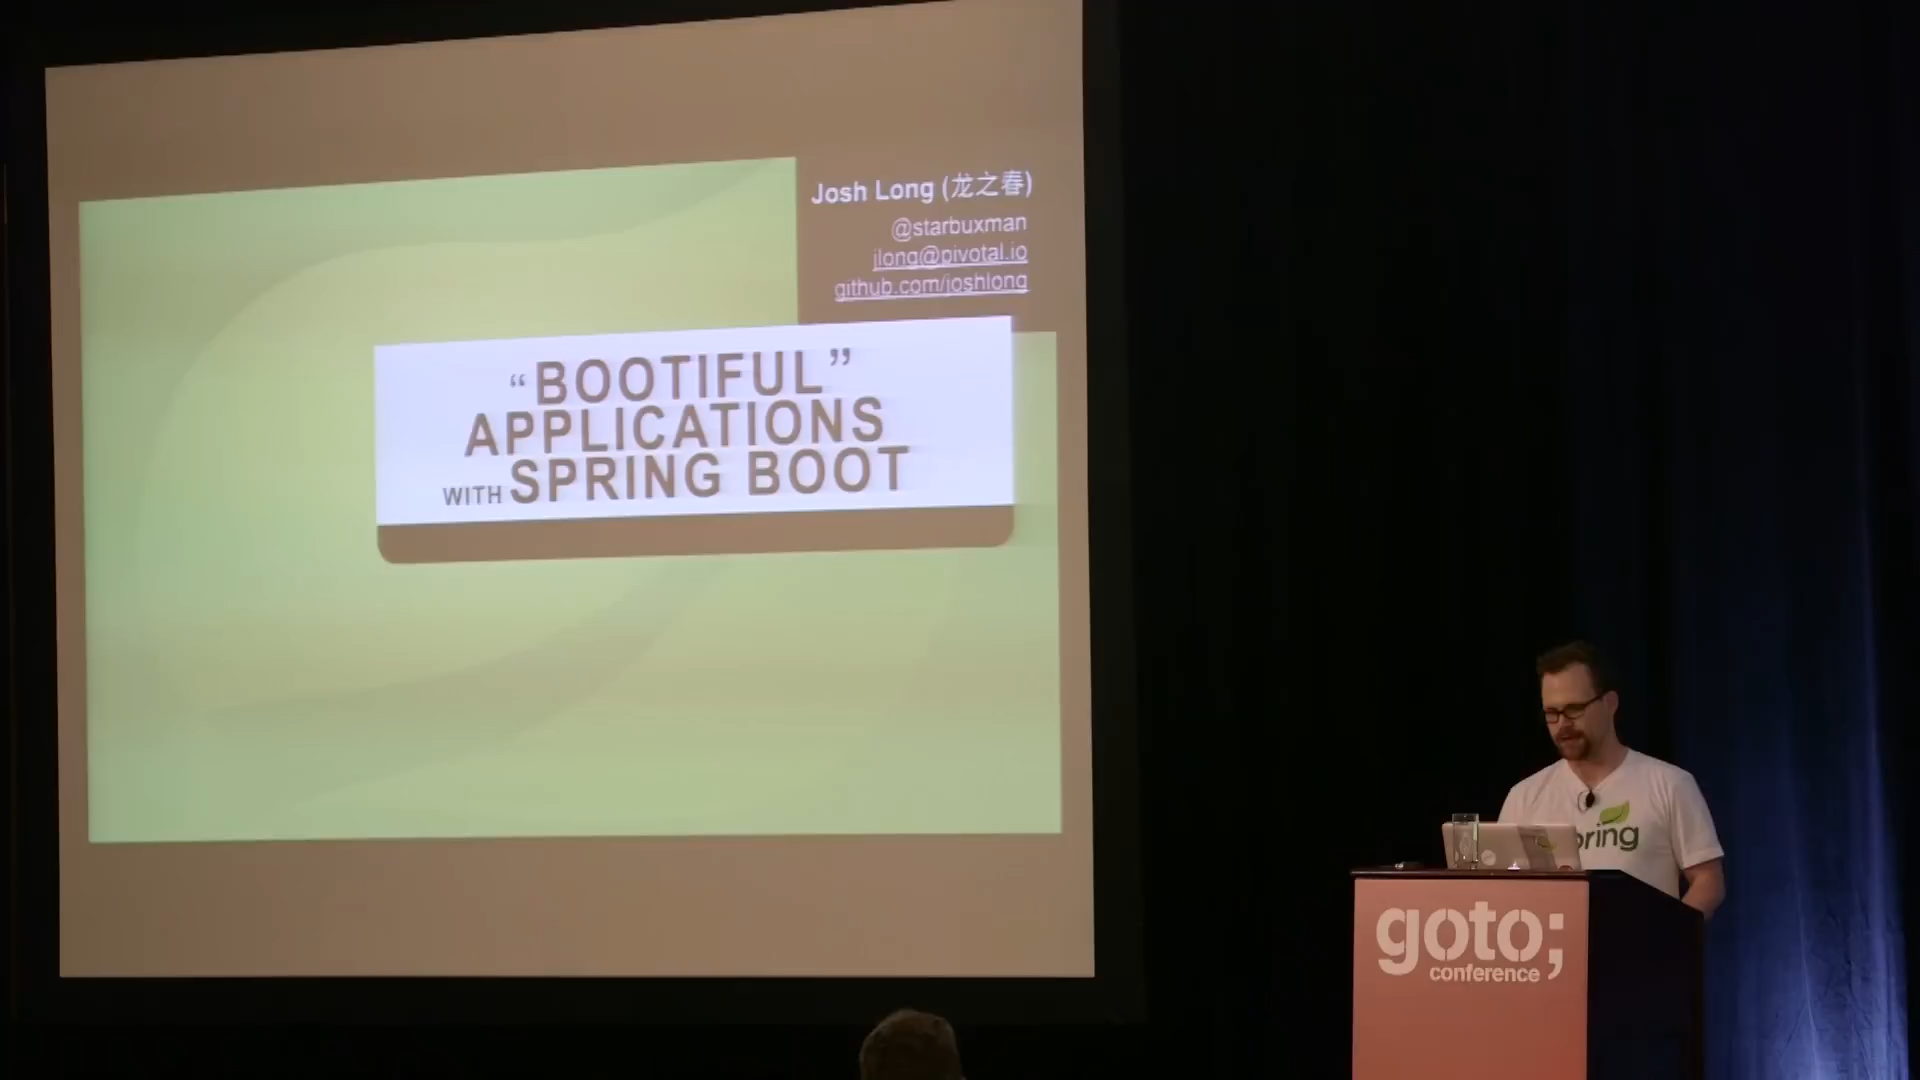 Josh Long (龙之春)
@starbuxman
jlong@pivotal.io
github.com/joshlong
“BOOTIFUL”
APPLICATIONS
WITH SPRING BOOT
pring
goto;
conference